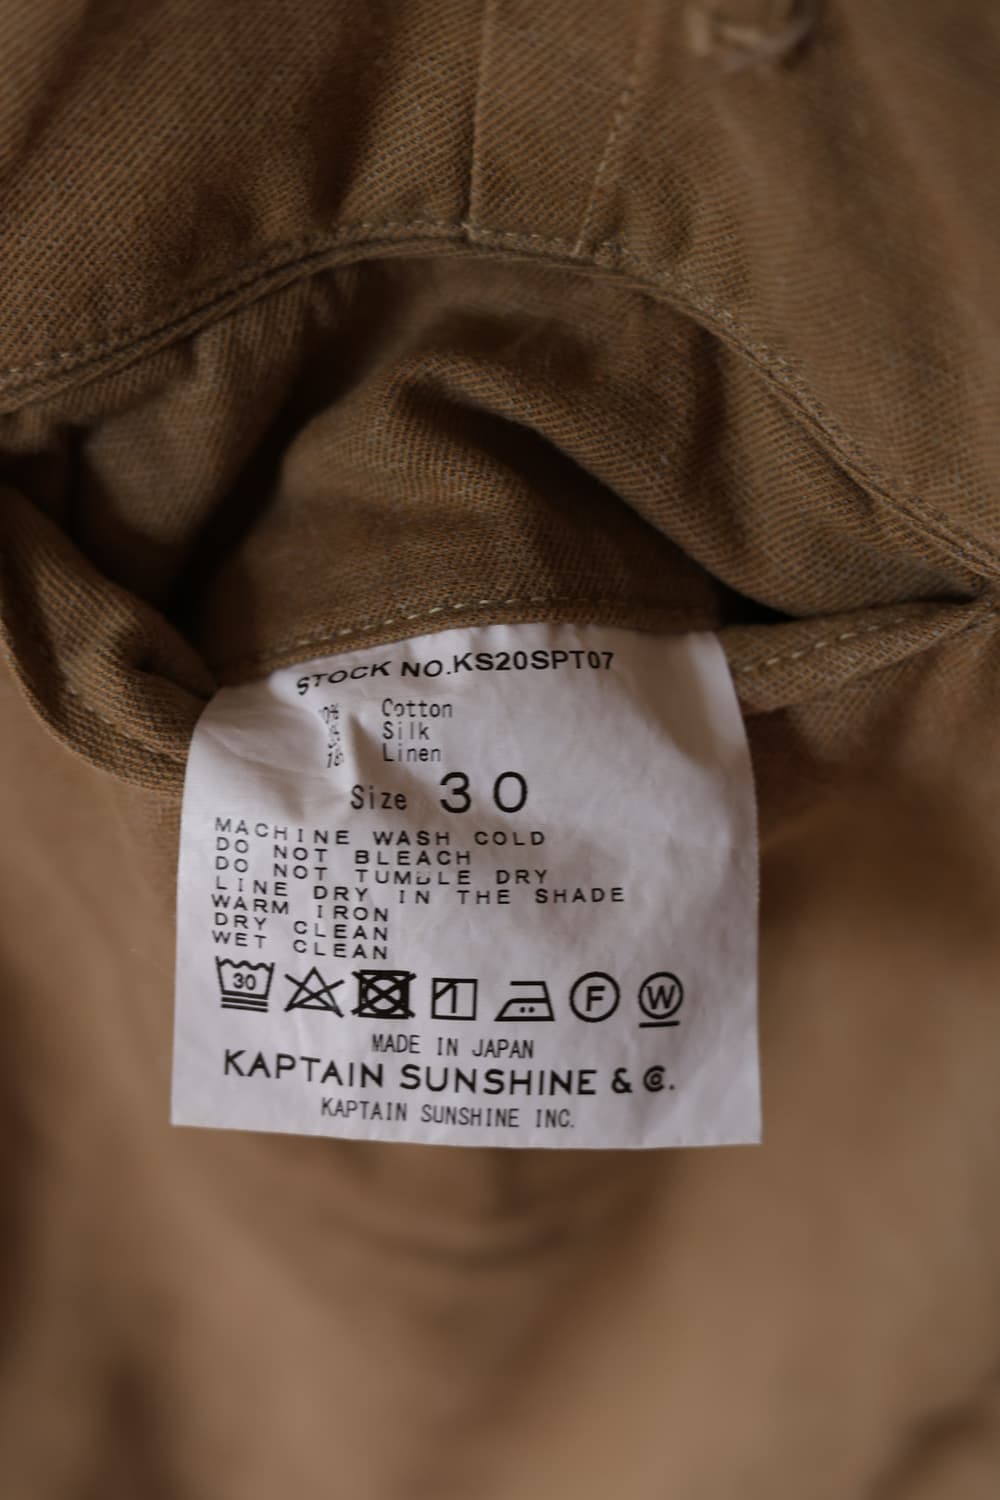 STOCK NO.KS20SPT07
Cotton
Silk
Linen
Size 30
MACHINE WASH COLD
DO NOT BLEACH
DO NOT TUMBLE DRY
LINE DRY IN THE SHADE
WARM IRON
DRY CLEAN
WET CLEAN
30 F W
MADE IN JAPAN
KAPTAIN SUNSHINE & Co.
KAPTAIN SUNSHINE INC.